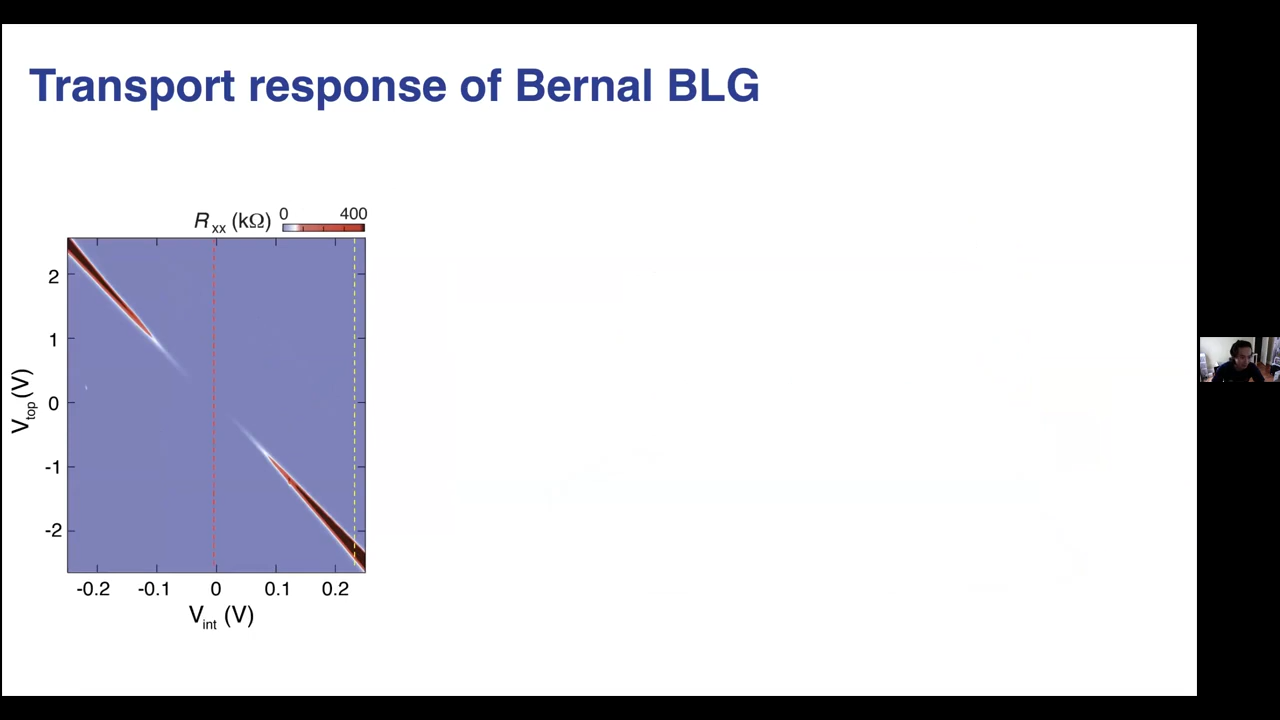 Transport response of Bernal BLG
R xx (kΩ) 0 400
2
1
0
-1
-2
V top (V)
-0.2 -0.1 0 0.1 0.2
V int (V)